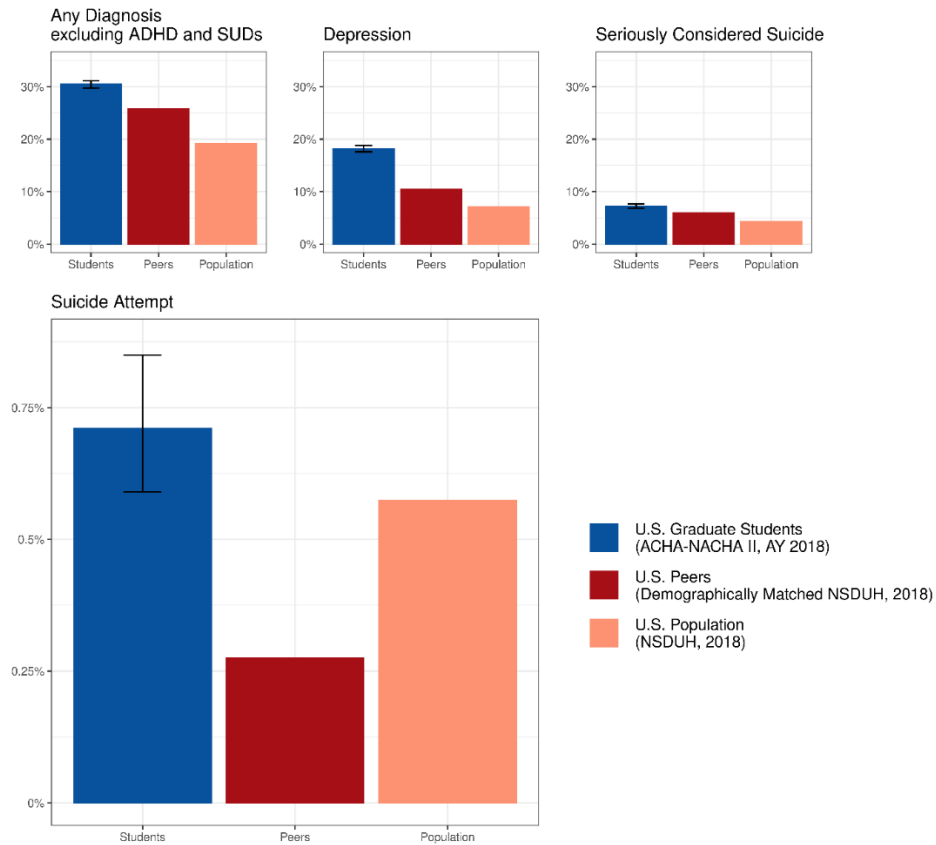 Any Diagnosis
excluding ADHD and SUDs
30%
20%
10%
0%
Students Peers Population
Depression
30%
20%
10%
0%
Students Peers Population
Seriously Considered Suicide
30%
20%
10%
0%
Students Peers Population
Suicide Attempt
0.75%
0.5%
0.25%
0%
Students Peers Population
U.S. Graduate Students
(ACHA-NACHA II, AY 2018)
U.S. Peers
(Demographically Matched NSDUH, 2018)
U.S. Population
(NSDUH, 2018)